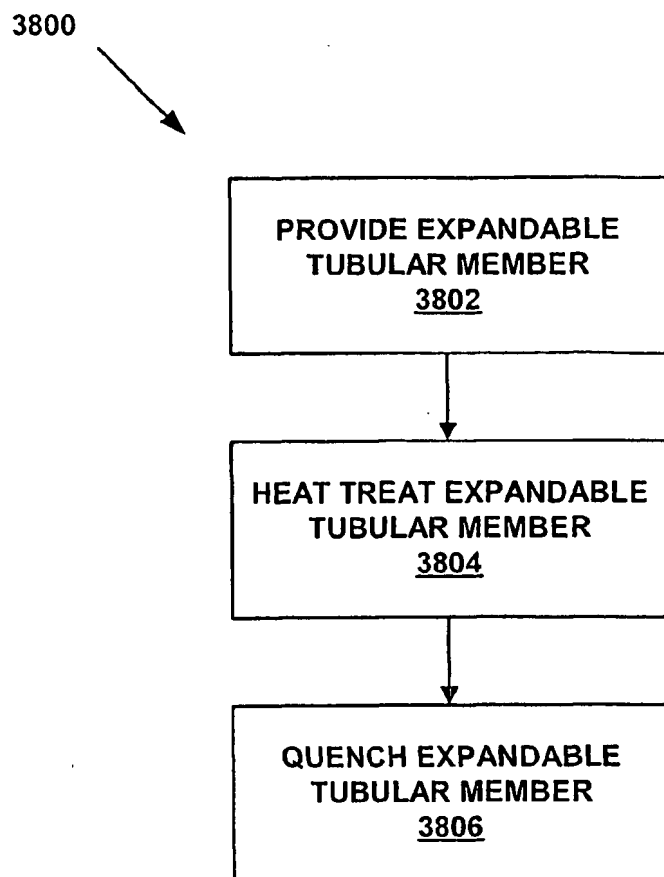 3800
PROVIDE EXPANDABLE
TUBULAR MEMBER
3802
HEAT TREAT EXPANDABLE
TUBULAR MEMBER
3804
QUENCH EXPANDABLE
TUBULAR MEMBER
3806